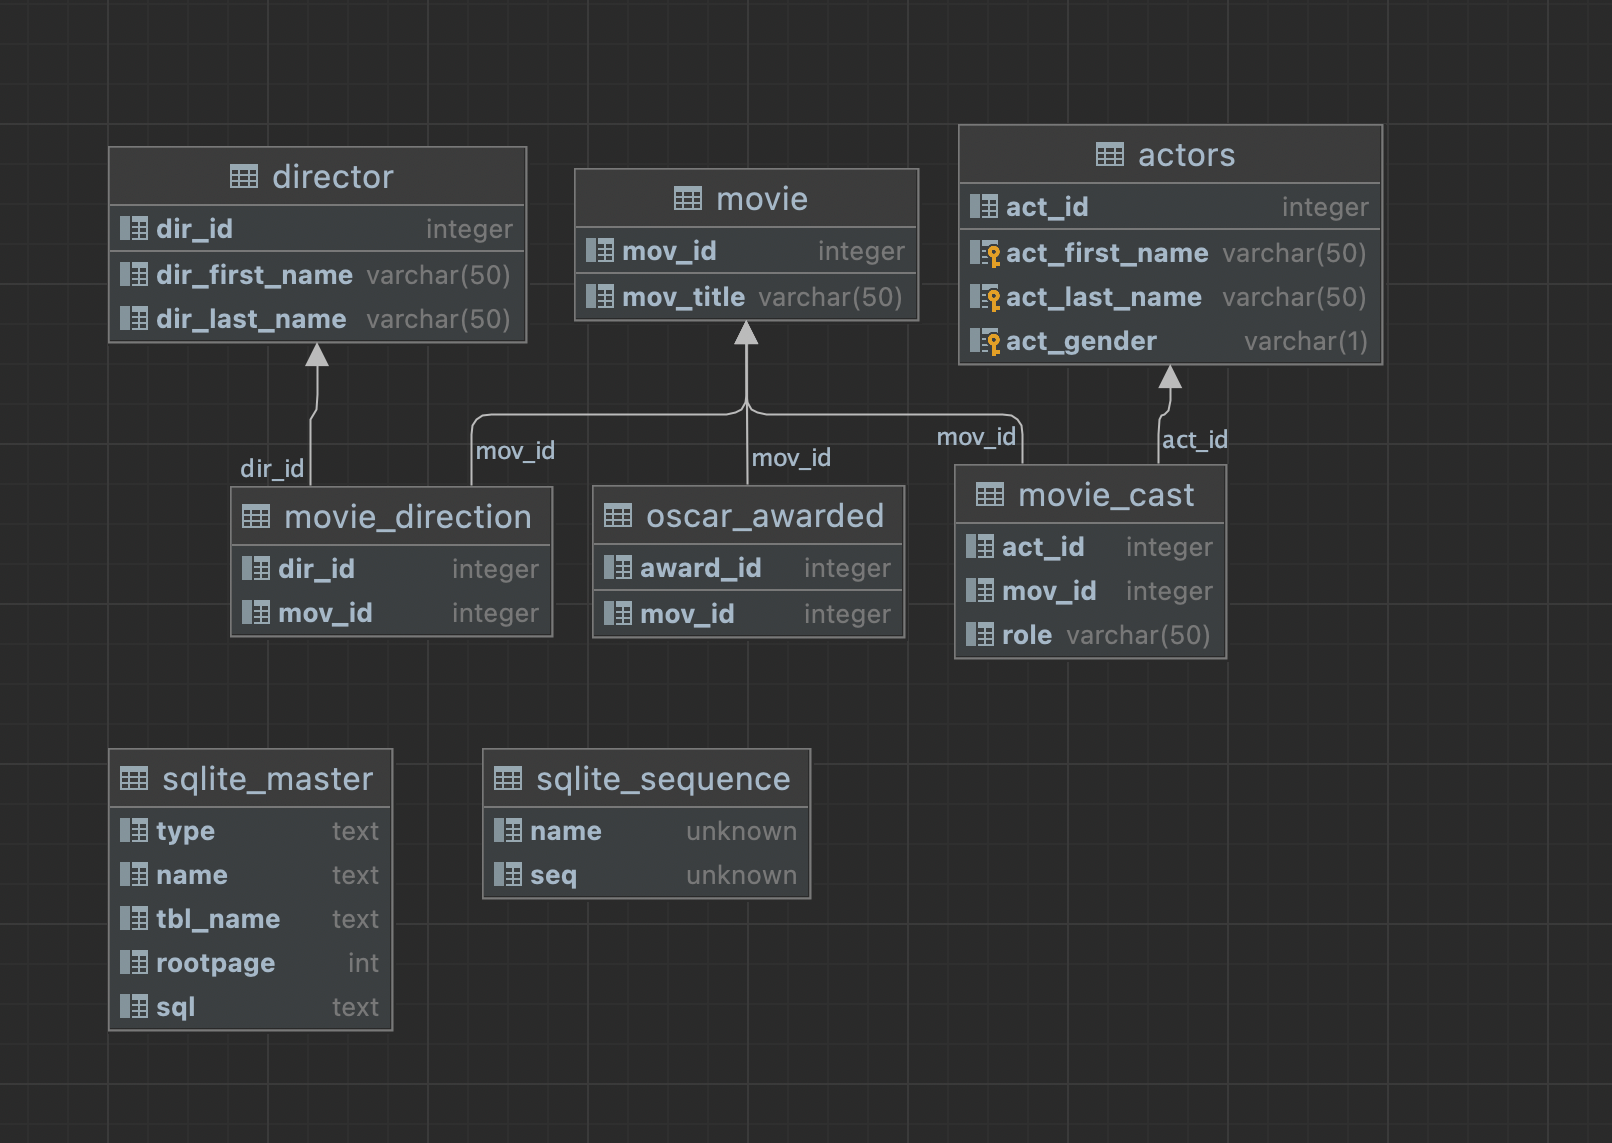 director
dir_id integer
dir_first_name varchar(50)
dir_last_name varchar(50)
movie
mov_id integer
mov_title varchar(50)
actors
act_id integer
act_first_name varchar(50)
act_last_name varchar(50)
act_gender varchar(1)
dir_id
mov_id
mov_id
mov_id
act_id
movie_direction
dir_id integer
mov_id integer
oscar_awarded
award_id integer
mov_id integer
movie_cast
act_id integer
mov_id integer
role varchar(50)
sqlite_master
type text
name text
tbl_name text
rootpage int
sql text
sqlite_sequence
name unknown
seq unknown